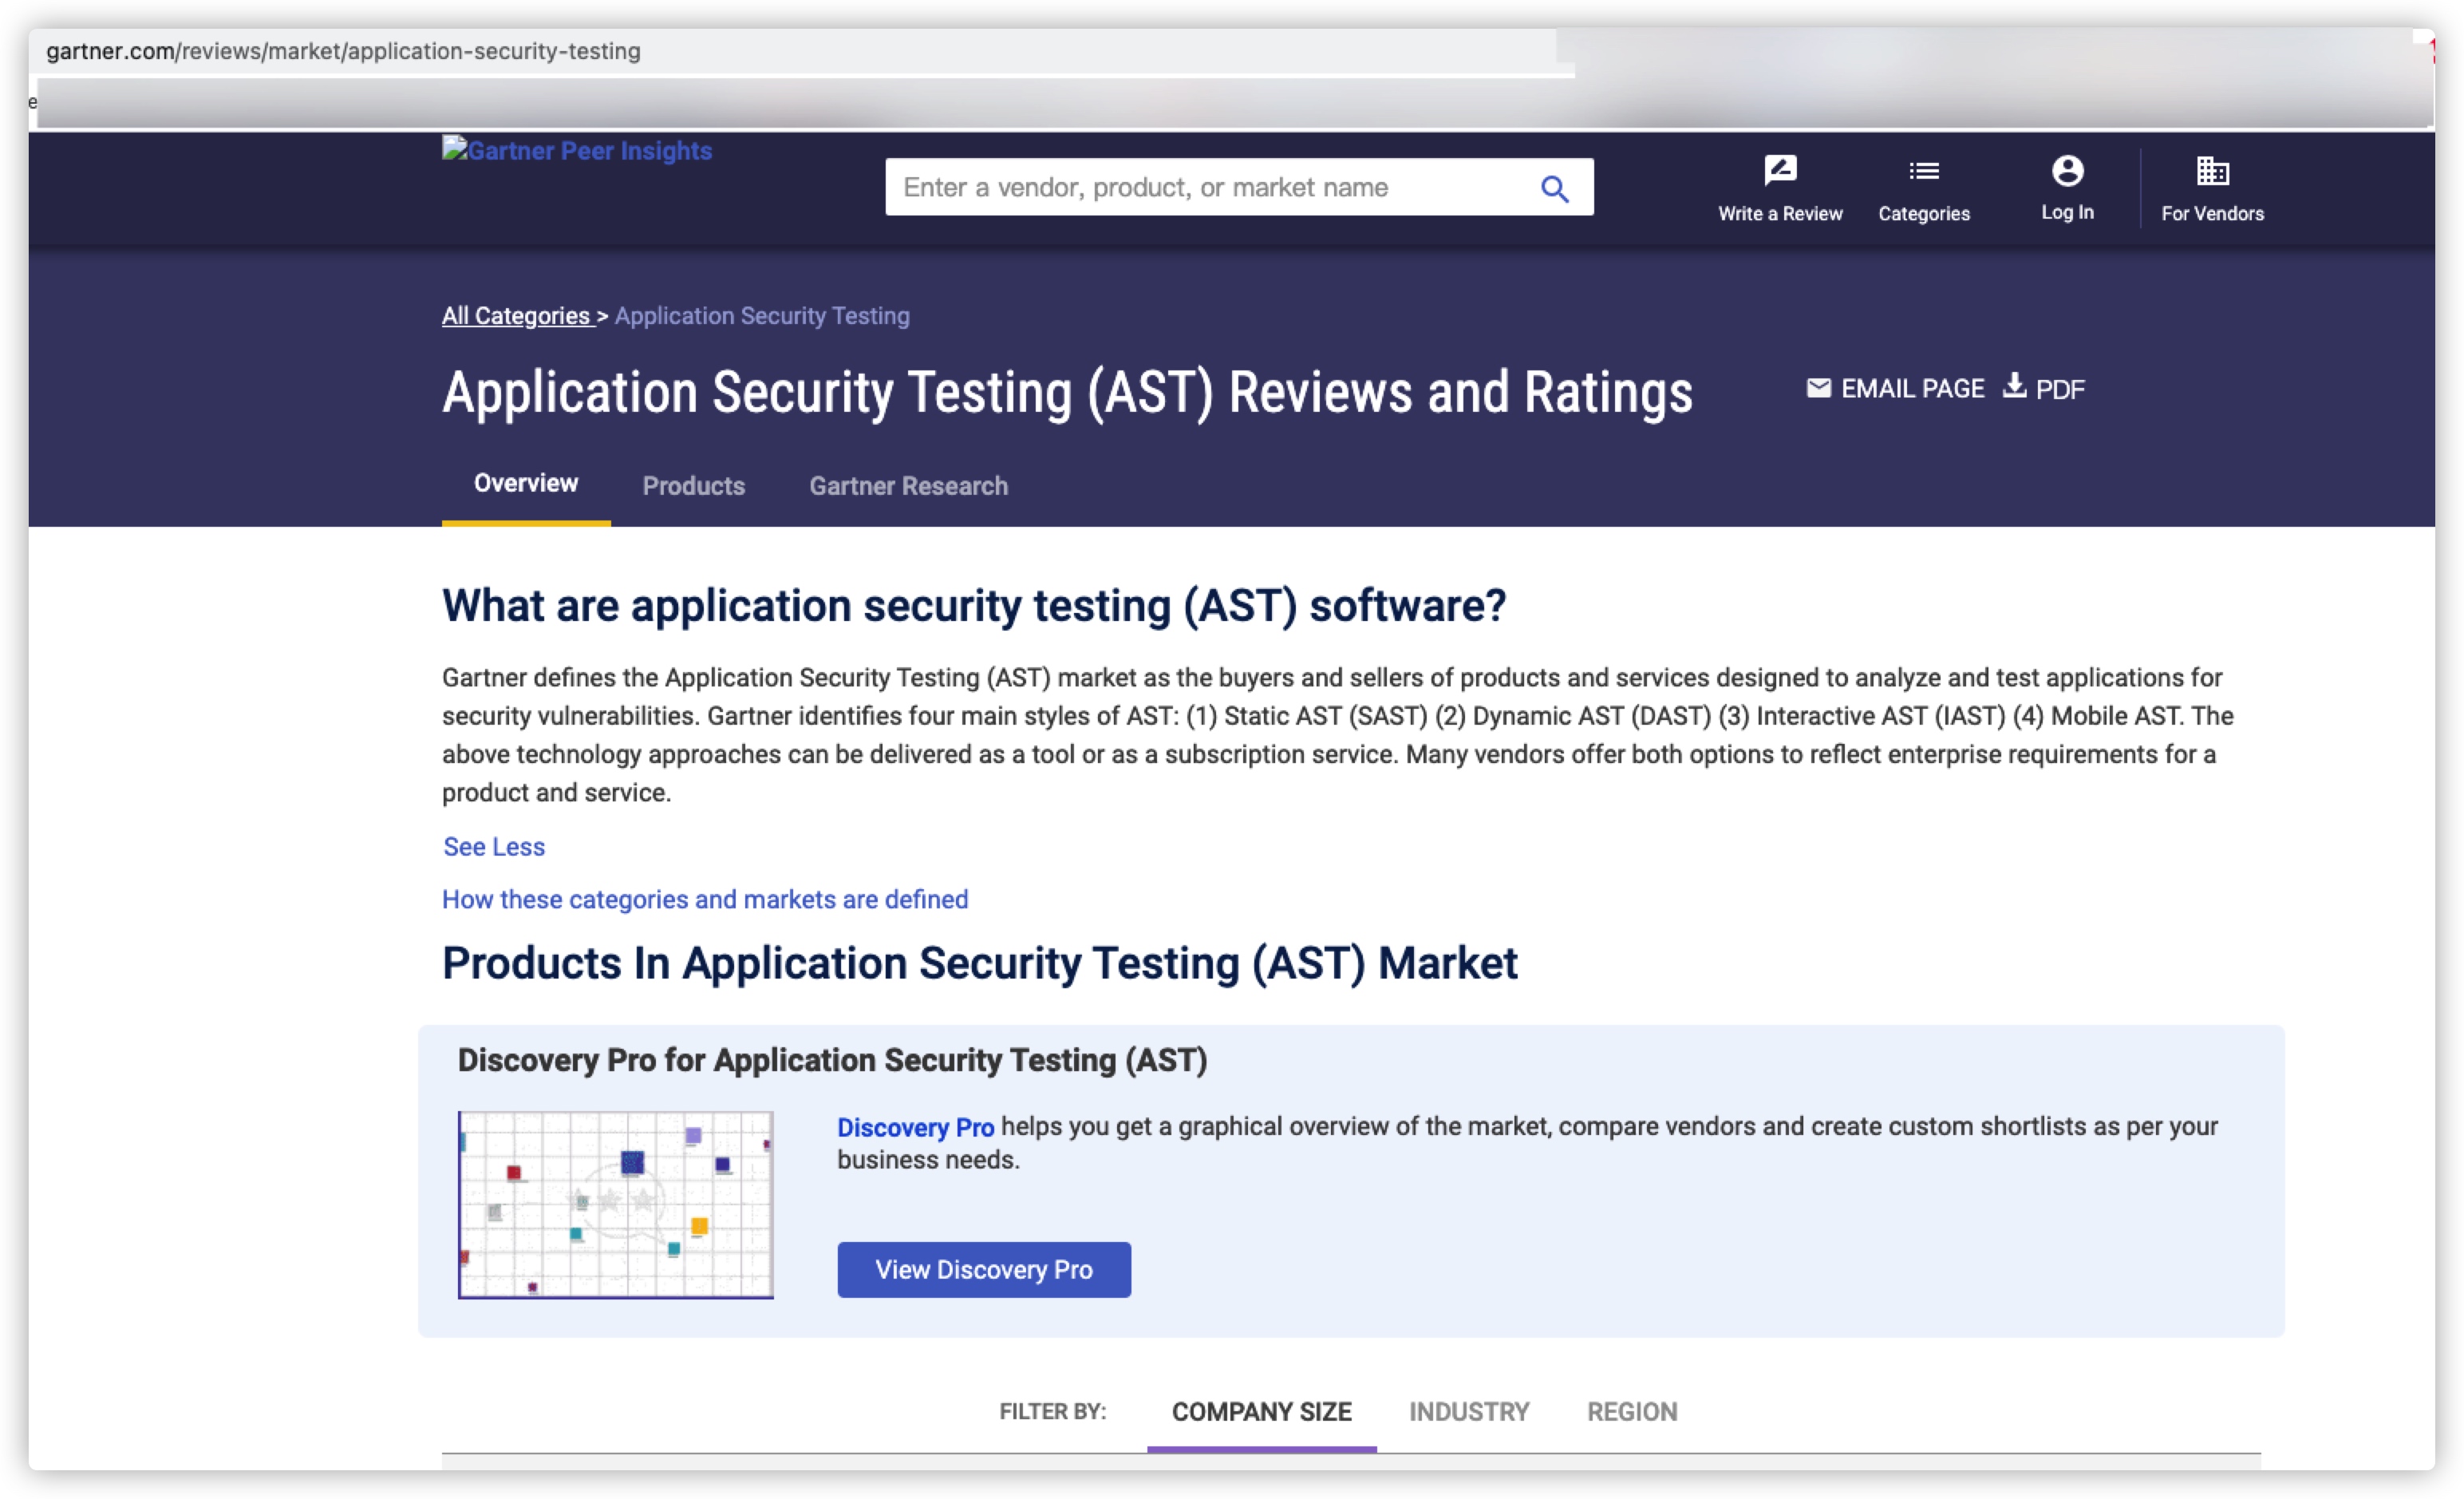 gartner.com/reviews/market/application-security-testing
e
Gartner Peer Insights
Enter a vendor, product, or market name
Write a Review
Categories
Log In
For Vendors
All Categories > Application Security Testing
Application Security Testing (AST) Reviews and Ratings
EMAIL PAGE
PDF
Overview
Products
Gartner Research
What are application security testing (AST) software?
Gartner defines the Application Security Testing (AST) market as the buyers and sellers of products and services designed to analyze and test applications for
security vulnerabilities. Gartner identifies four main styles of AST: (1) Static AST (SAST) (2) Dynamic AST (DAST) (3) Interactive AST (IAST) (4) Mobile AST. The
above technology approaches can be delivered as a tool or as a subscription service. Many vendors offer both options to reflect enterprise requirements for a
product and service.
See Less
How these categories and markets are defined
Products In Application Security Testing (AST) Market
Discovery Pro for Application Security Testing (AST)
Discovery Pro helps you get a graphical overview of the market, compare vendors and create custom shortlists as per your
business needs.
View Discovery Pro
FILTER BY:
COMPANY SIZE
INDUSTRY
REGION